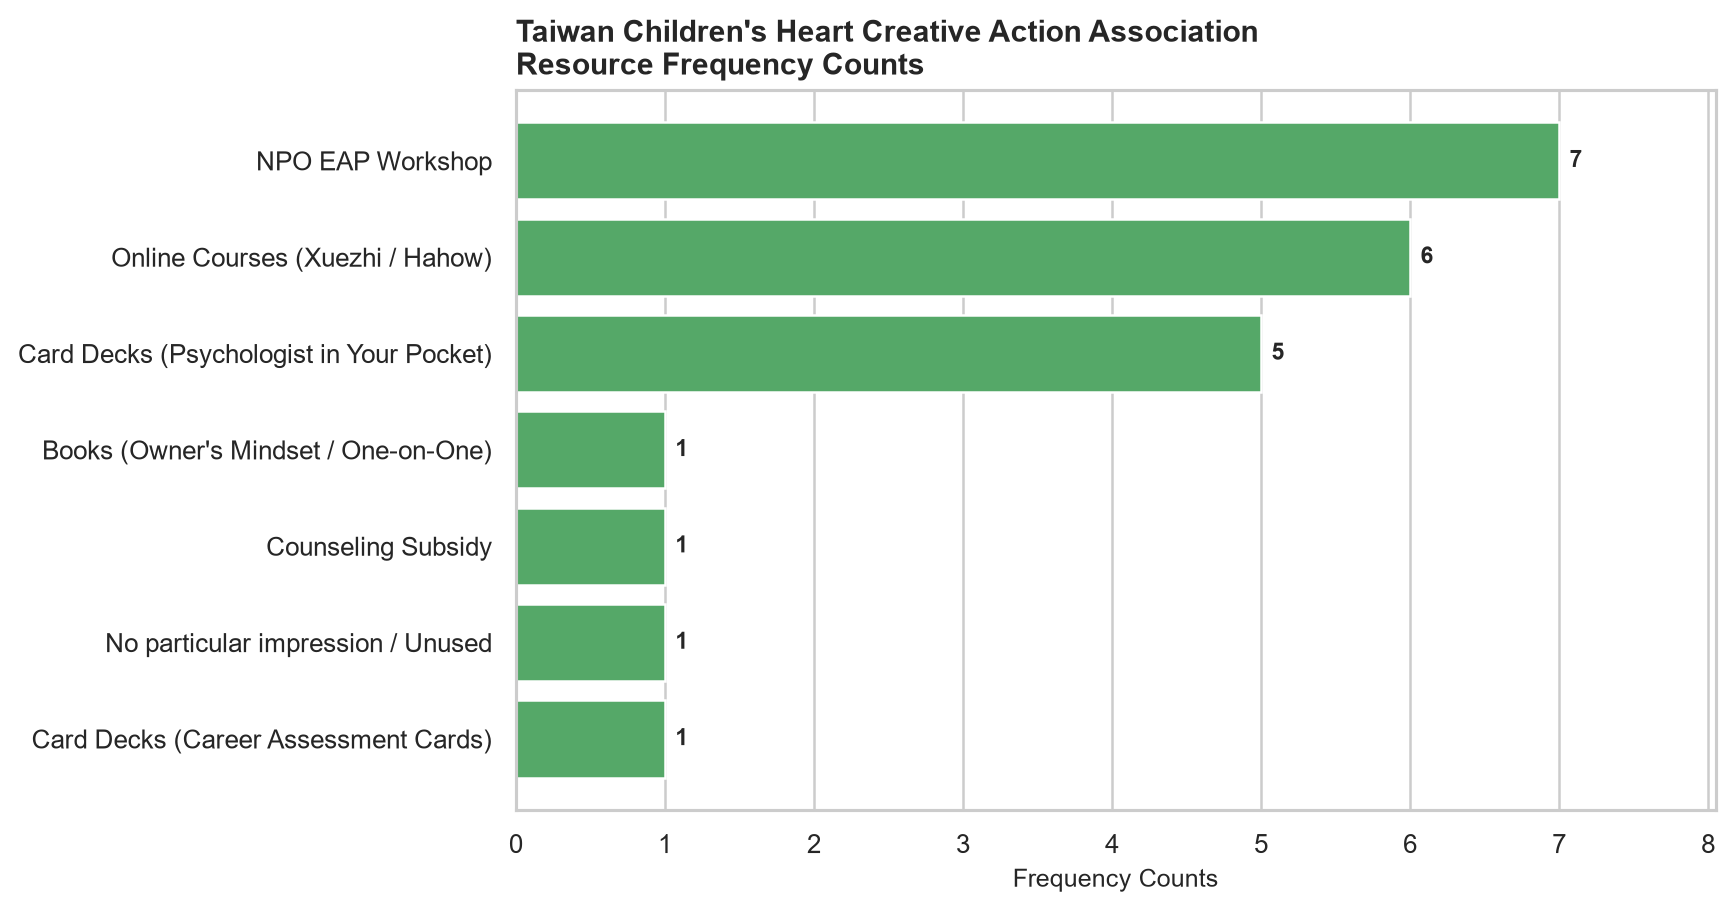 Taiwan Children's Heart Creative Action Association
Resource Frequency Counts
NPO EAP Workshop
7
Online Courses (Xuezhi / Hahow)
6
Card Decks (Psychologist in Your Pocket)
5
Books (Owner's Mindset / One-on-One)
1
Counseling Subsidy
1
No particular impression / Unused
1
Card Decks (Career Assessment Cards)
1
0 1 2 3 4 5 6 7 8
Frequency Counts